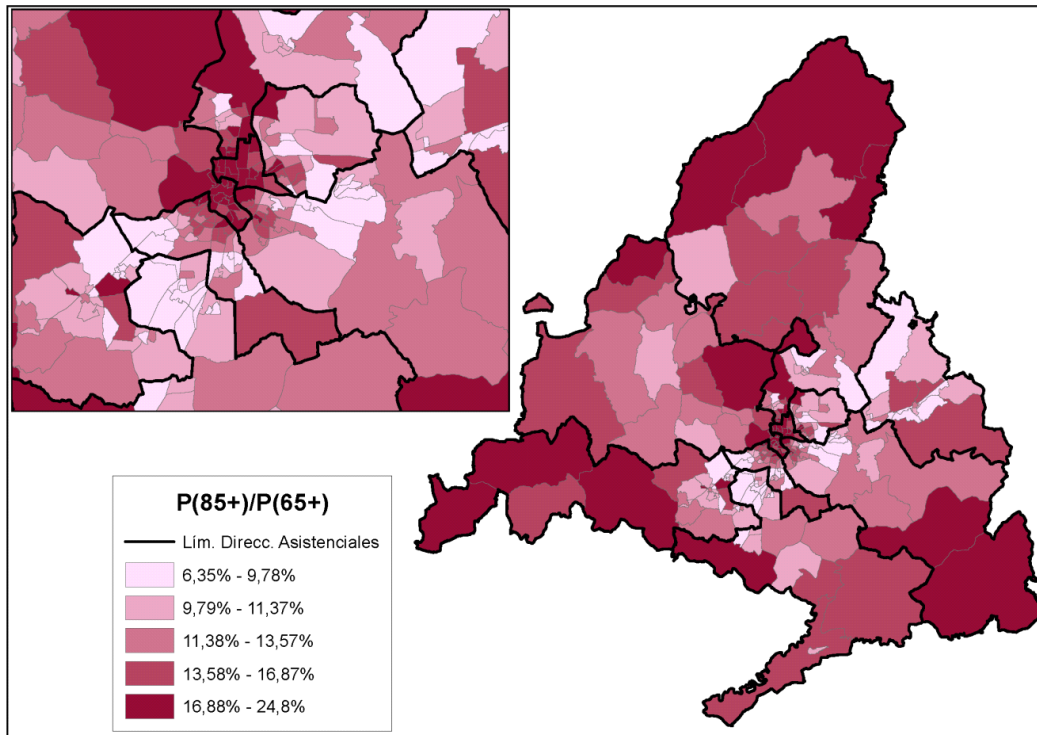 P(85+)/P(65+)
Lím. Direcc. Asistenciales
6,35% - 9,78%
9,79% - 11,37%
11,38% - 13,57%
13,58% - 16,87%
16,88% - 24,8%